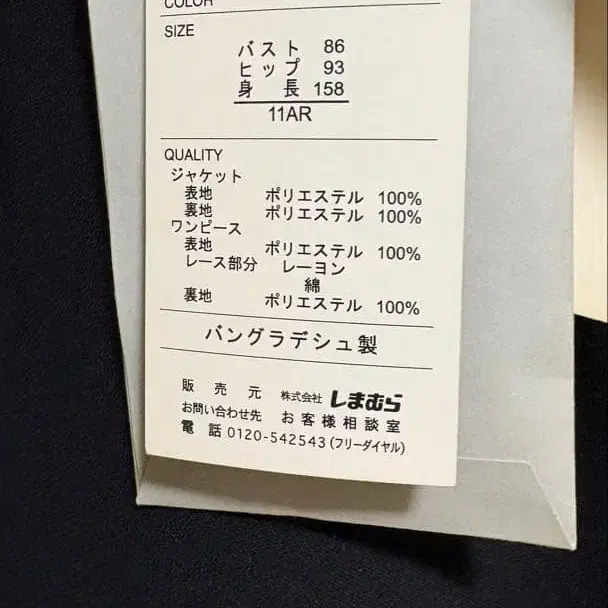 COLOR
SIZE
バスト 86
ヒップ 93
身長 158
11AR
QUALITY
ジャケット
表地 ポリエステル 100%
裏地 ポリエステル 100%
ワンピース
表地 ポリエステル 100%
レース部分 レーヨン
綿
裏地 ポリエステル 100%
バングラデシュ製
販売元 株式会社 しまむら
お問い合わせ先 お客様相談室
電話 0120-542543(フリーダイヤル)